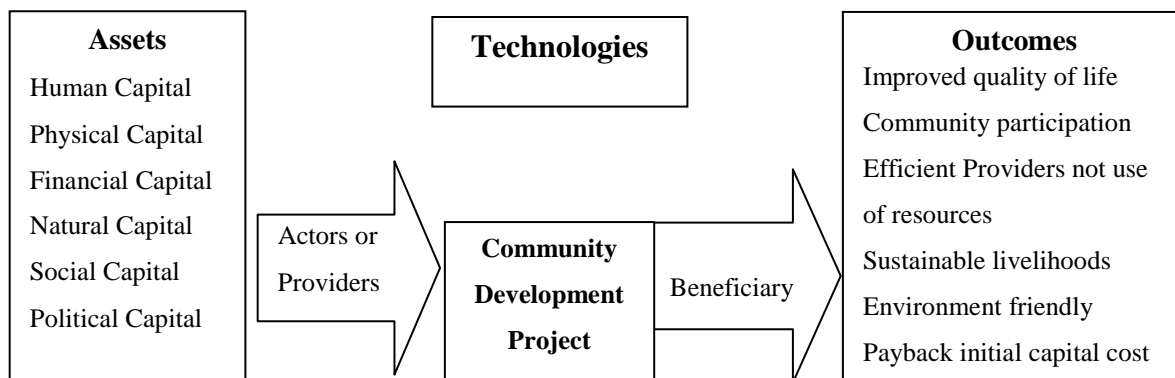 Assets
Human Capital
Physical Capital
Financial Capital
Natural Capital
Social Capital
Political Capital
Actors or
Providers
Technologies
Community
Development
Project
Beneficiary
Outcomes
Improved quality of life
Community participation
Efficient Providers not use
of resources
Sustainable livelihoods
Environment friendly
Payback initial capital cost